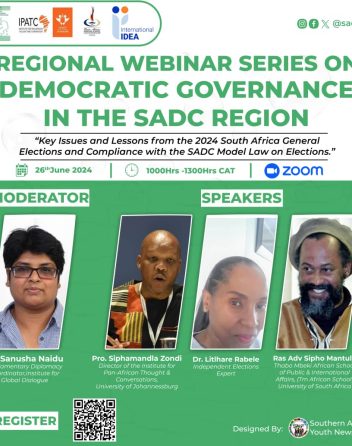 IPATC
International
IDEA
REGIONAL WEBINAR SERIES ON
DEMOCRATIC GOVERNANCE
IN THE SADC REGION
“Key Issues and Lessons from the 2024 South Africa General
Elections and Compliance with the SADC Model Law on Elections.”
26th June 2024 | 1000Hrs -1300Hrs CAT | zoom
MODERATOR
SPEAKERS
Sanusha Naidu
Global Dialogue
Pro. Siphamandla Zondi
Director of the Institute for
Pan African Thought &
Conversations,
University of Johannesburg
Dr. Litlhare Rabele
Independent Elections
Expert
Ras Adv Sipho Mantul
Thabo Mbeki African School
of Public & International
Affairs, (Tm African School
University of South Africa
REGISTER
Designed By:
Southern A
Youth New